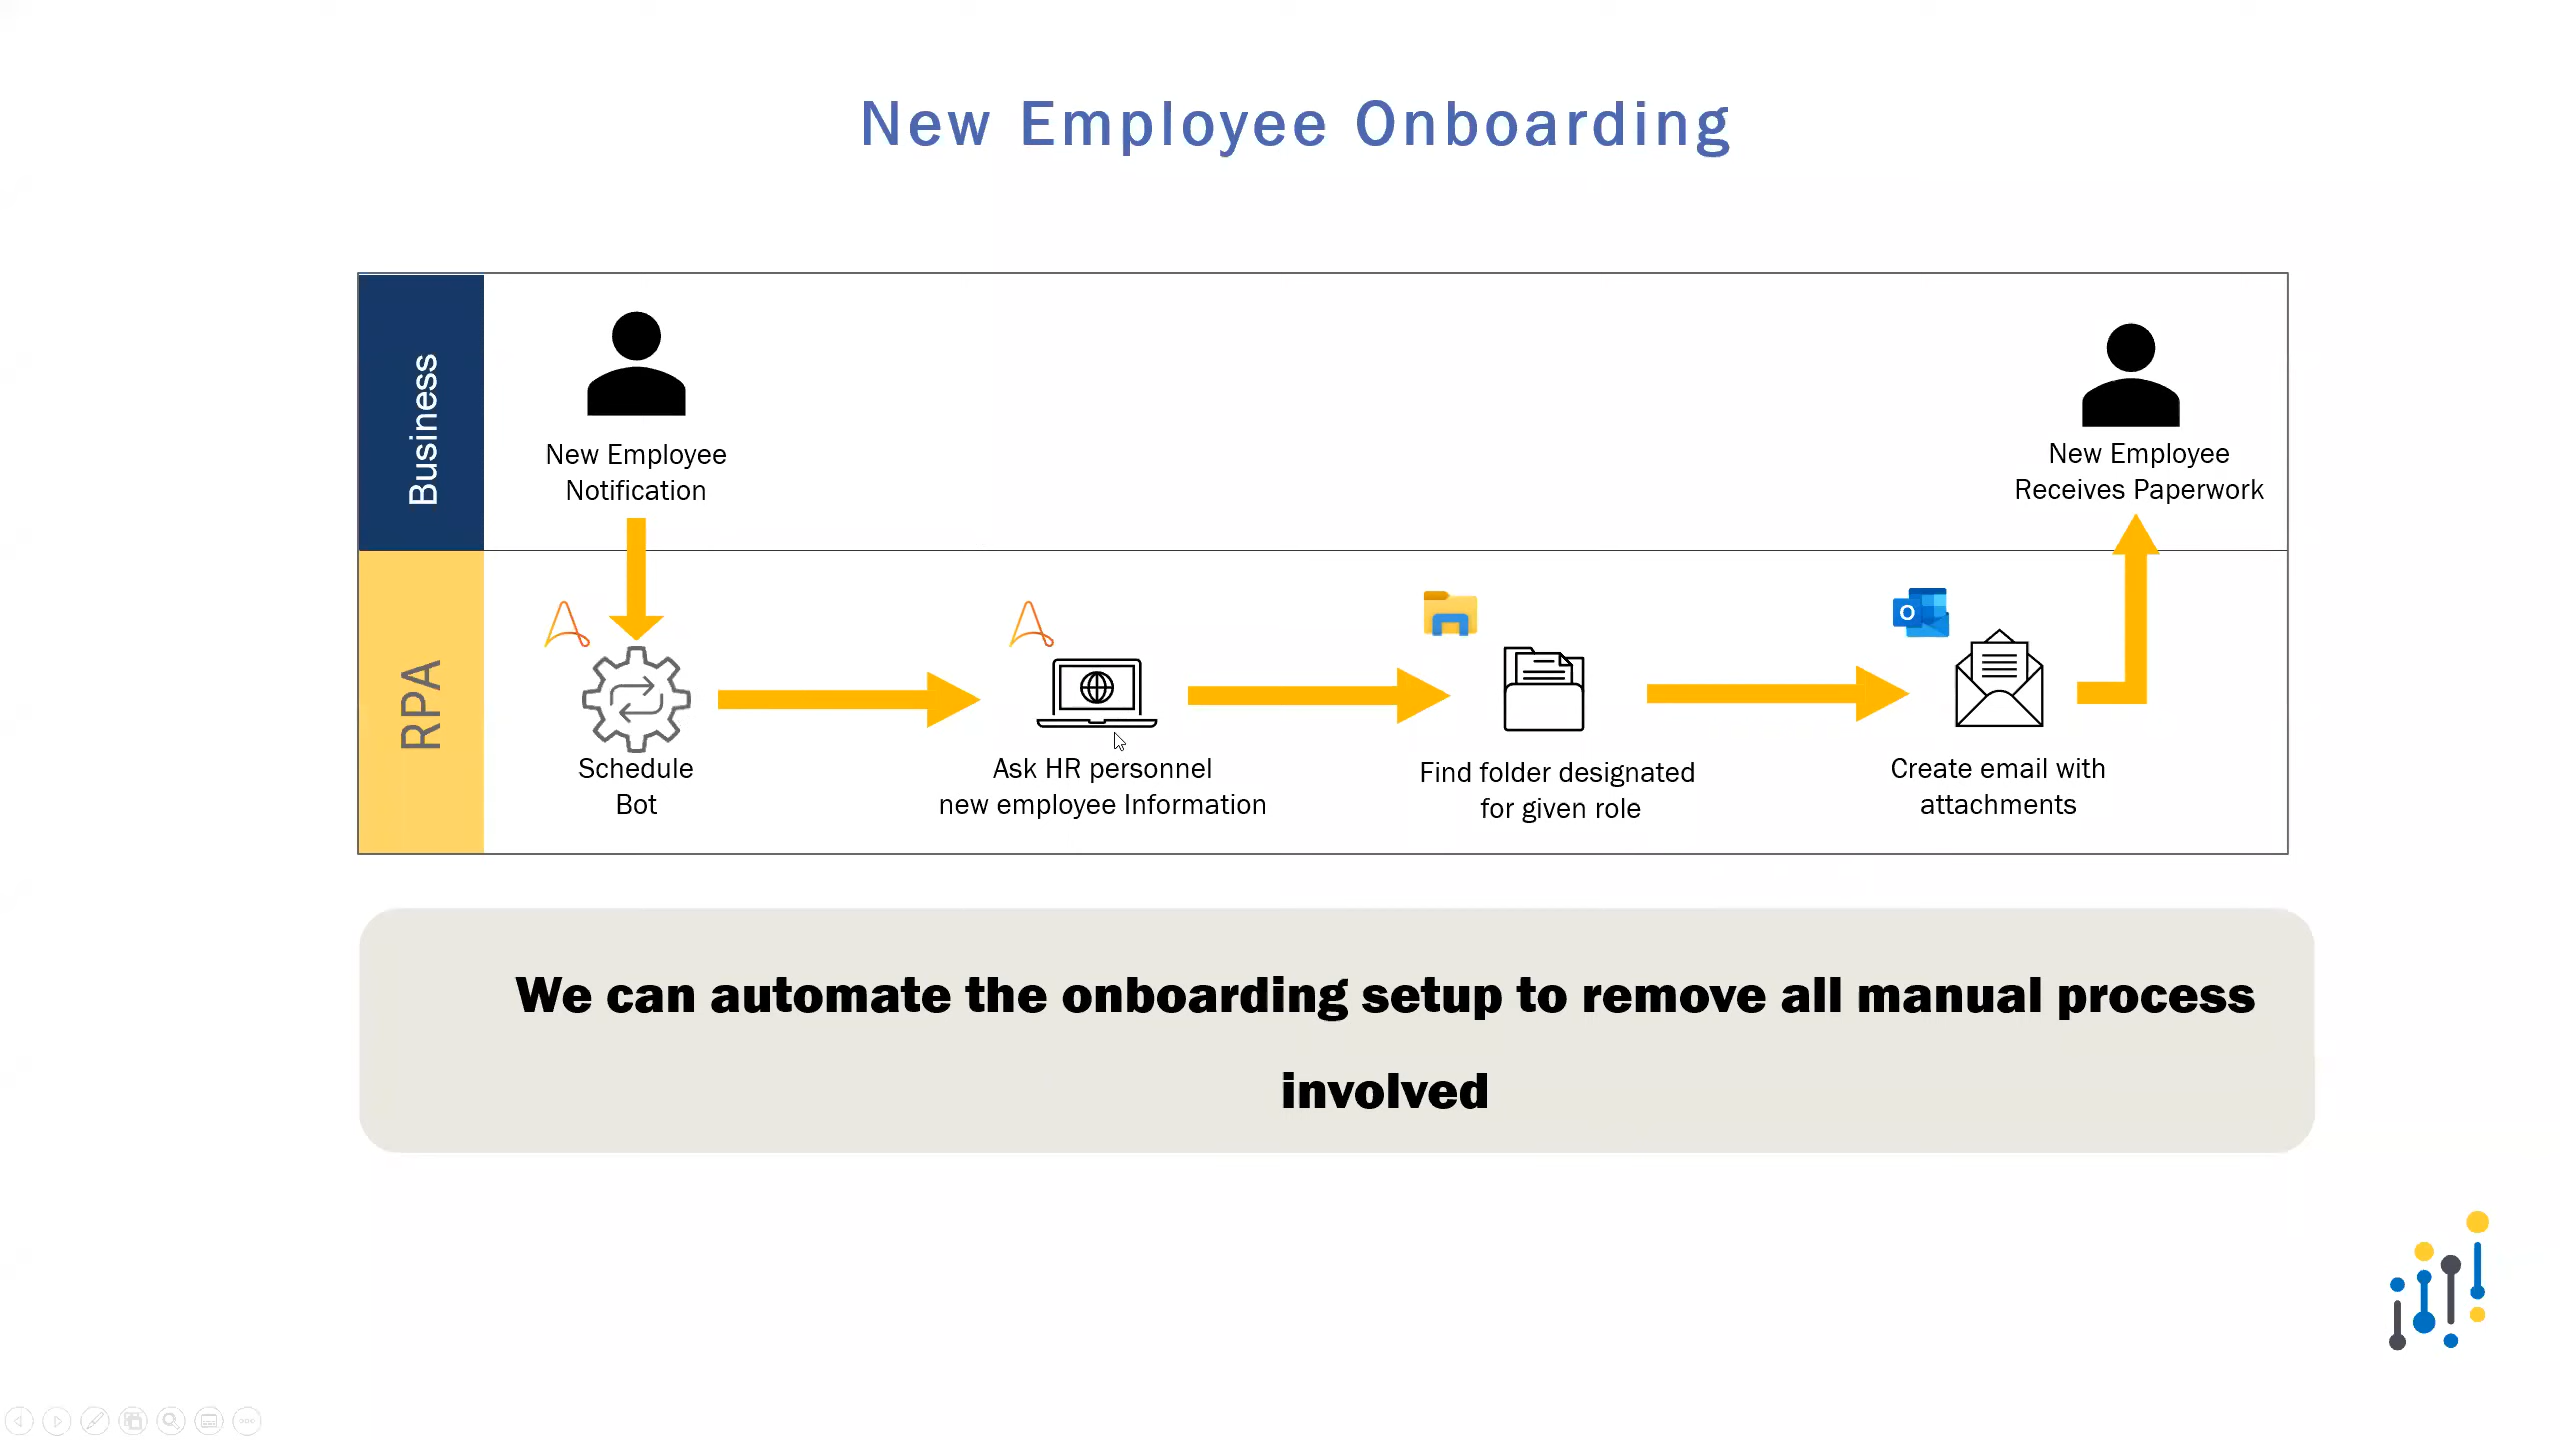 New Employee Onboarding
Business
New Employee
Notification
New Employee
Receives Paperwork
RPA
Schedule
Bot
Ask HR personnel
new employee Information
Find folder designated
for given role
O
Create email with
attachments
We can automate the onboarding setup to remove all manual process
involved